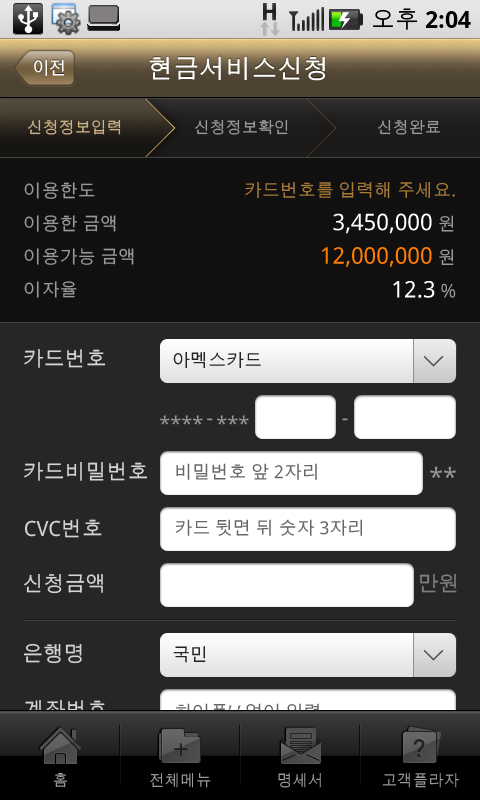 H 오후 2:04
이전 현금서비스신청
신청정보입력 신청정보확인 신청완료
이용한도 카드번호를 입력해 주세요.
이용한 금액 3,450,000 원
이용가능 금액 12,000,000 원
이자율 12.3 %
카드번호 아멕스카드
**** - *** -
카드비밀번호 비밀번호 앞 2자리 **
CVC번호 카드 뒷면 뒤 숫자 3자리
신청금액 만원
은행명 국민
계좌번호
홈 전체메뉴 명세서 고객플라자